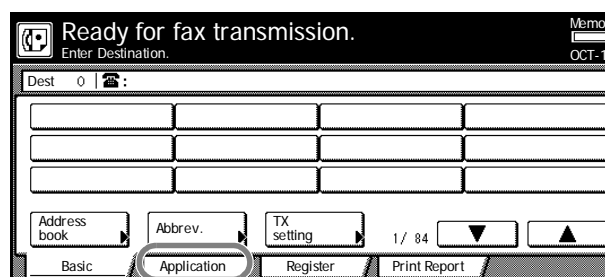 Ready for fax transmission.
Memo
Enter Destination.
OCT-1
Dest 0 ☎:
Address book
Abbrev.
TX setting
1/ 84
Basic Application Register Print Report